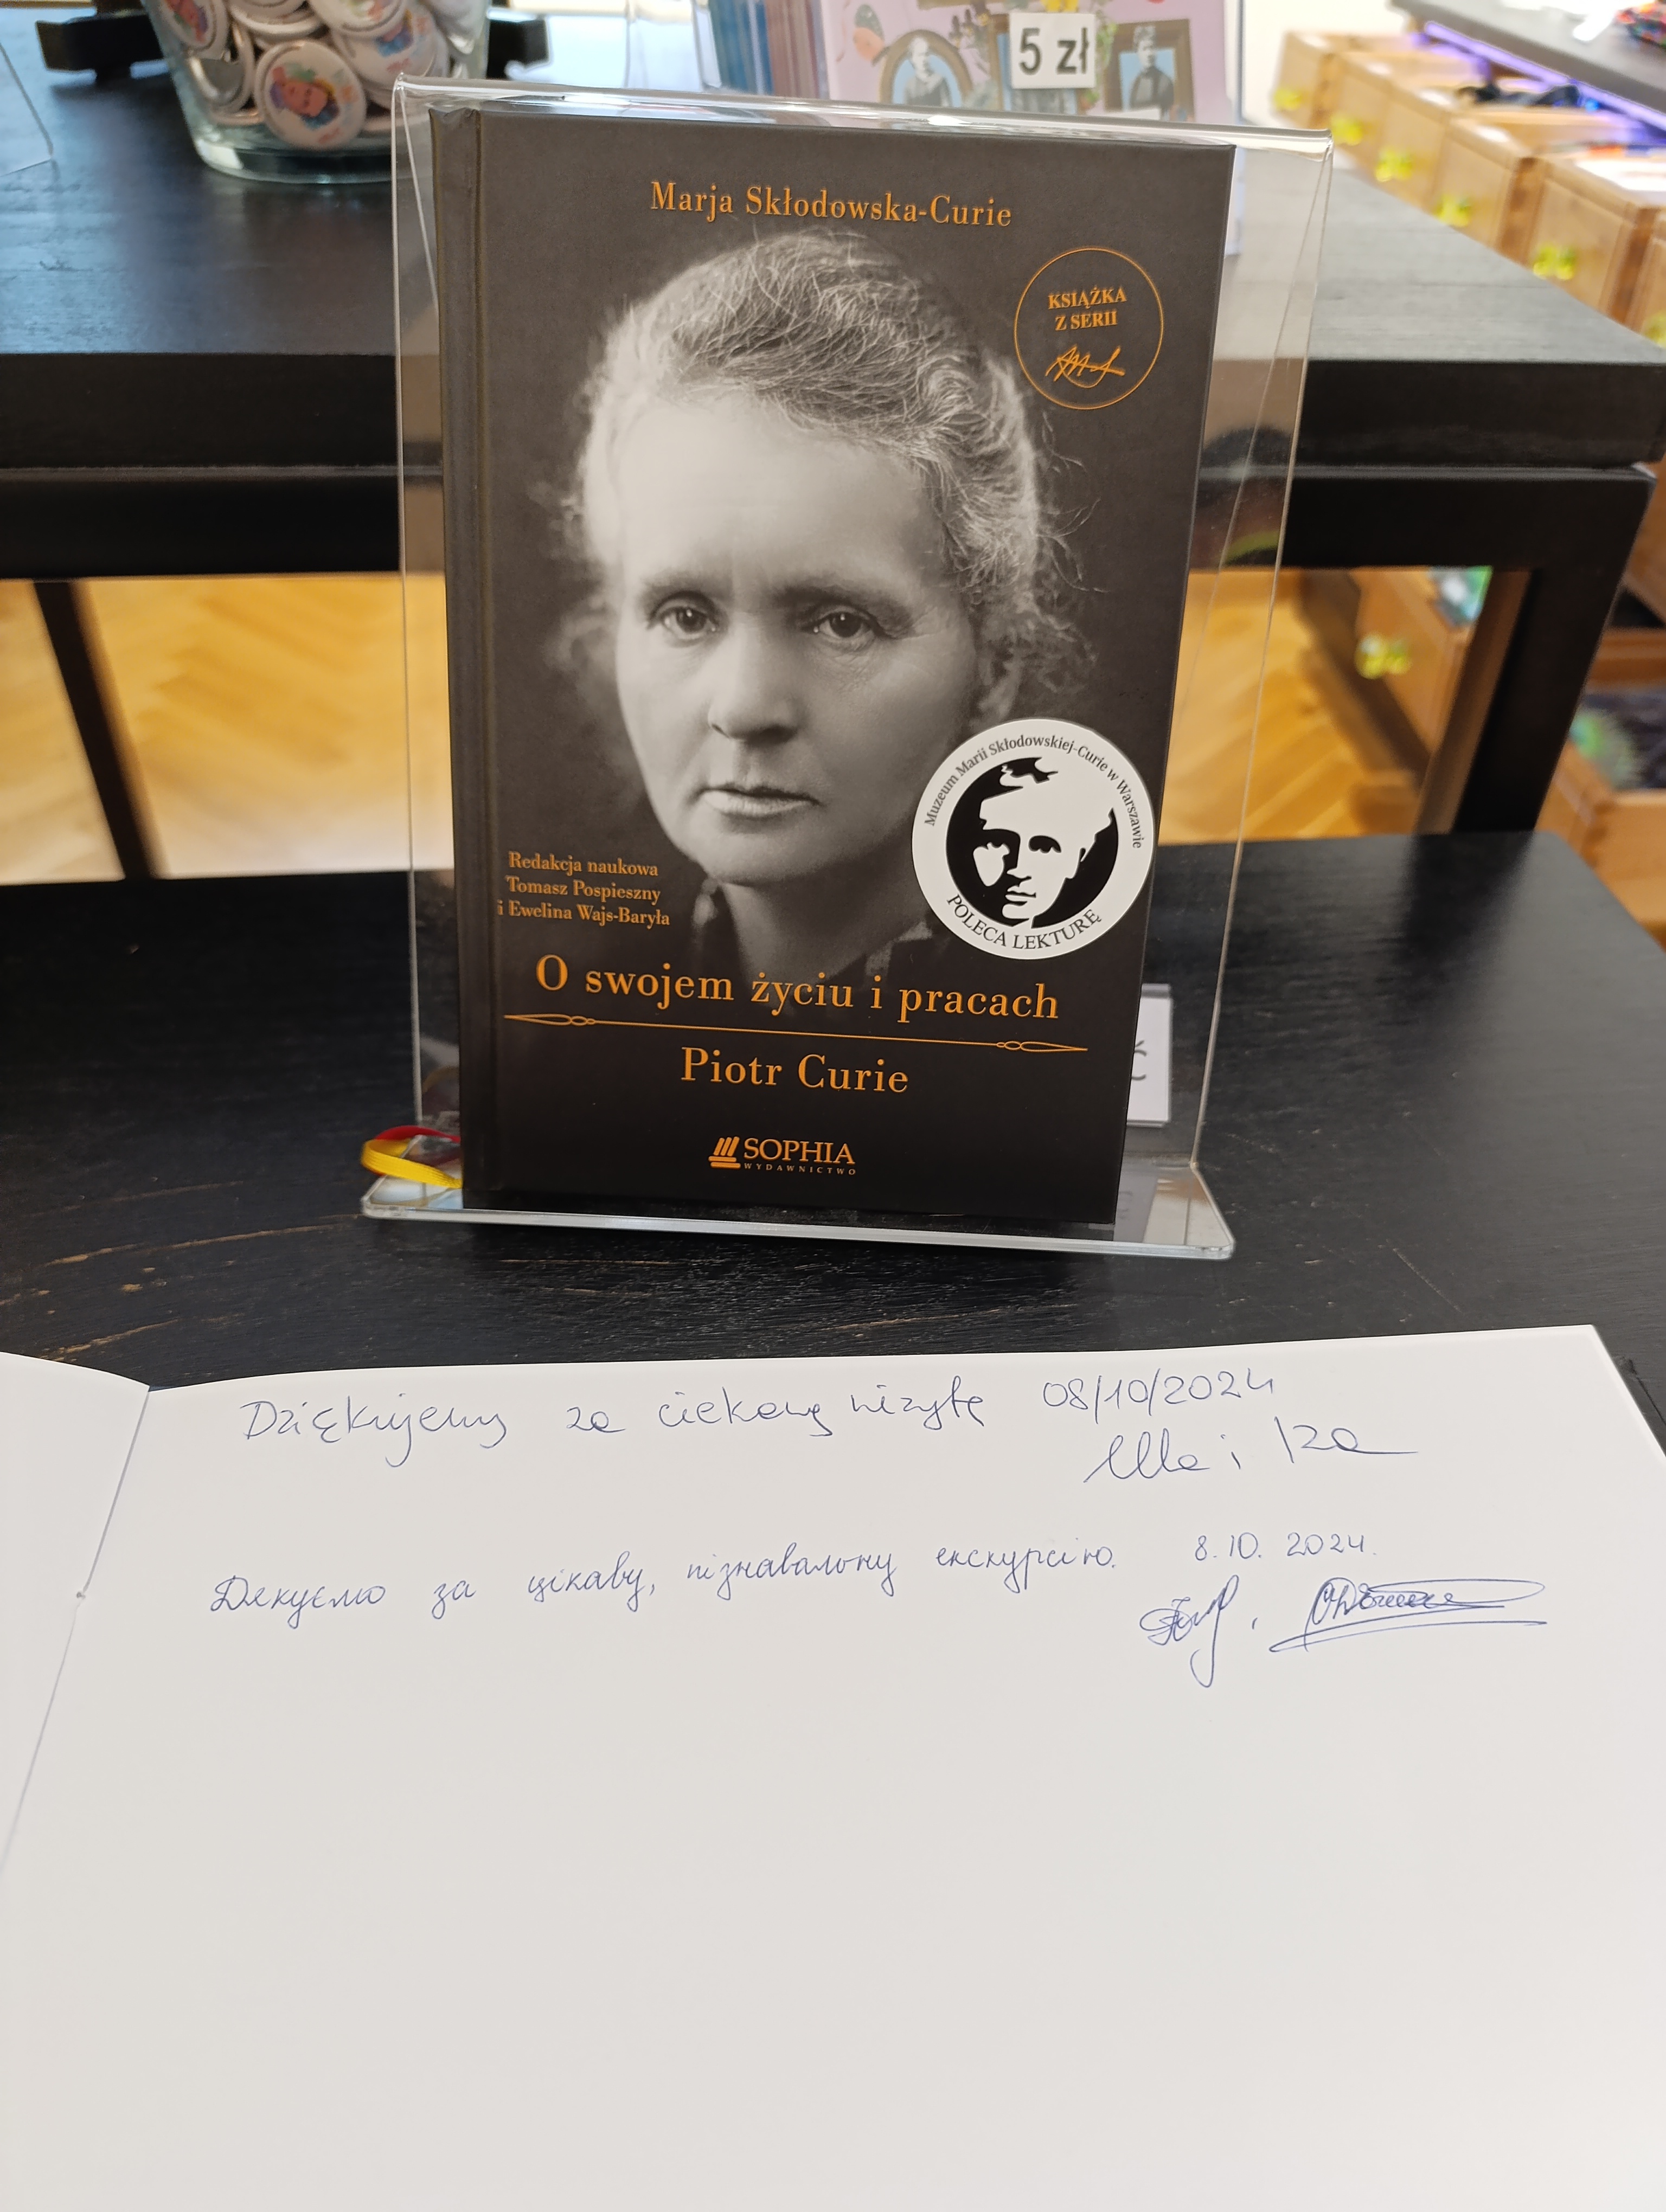 5 zł
Marja Skłodowska-Curie
KSIĄŻKA
Z SERII
Muzeum Marii Skłodowskiej-Curie w Warszawie
POLECA LEKTURĘ
Redakcja naukowa
Tomasz Pospieszny
i Ewelina Wajs-Baryła
O swojem życiu i pracach
Piotr Curie
SOPHIA
WYDAWNICTWO
Dziękujemy za ciekawą wizytę 08/10/2024
i Iza
Дякуємо за цікаву, пізнавальну екскурсію. 8.10.2024.